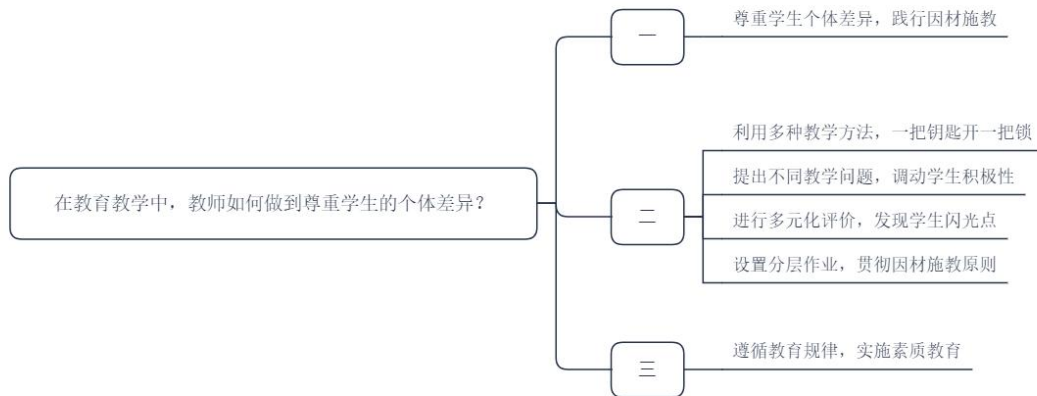 在教育教学中，教师如何做到尊重学生的个体差异？
一
尊重学生个体差异，践行因材施教
二
利用多种教学方法，一把钥匙开一把锁
提出不同教学问题，调动学生积极性
进行多元化评价，发现学生闪光点
设置分层作业，贯彻因材施教原则
三
遵循教育规律，实施素质教育